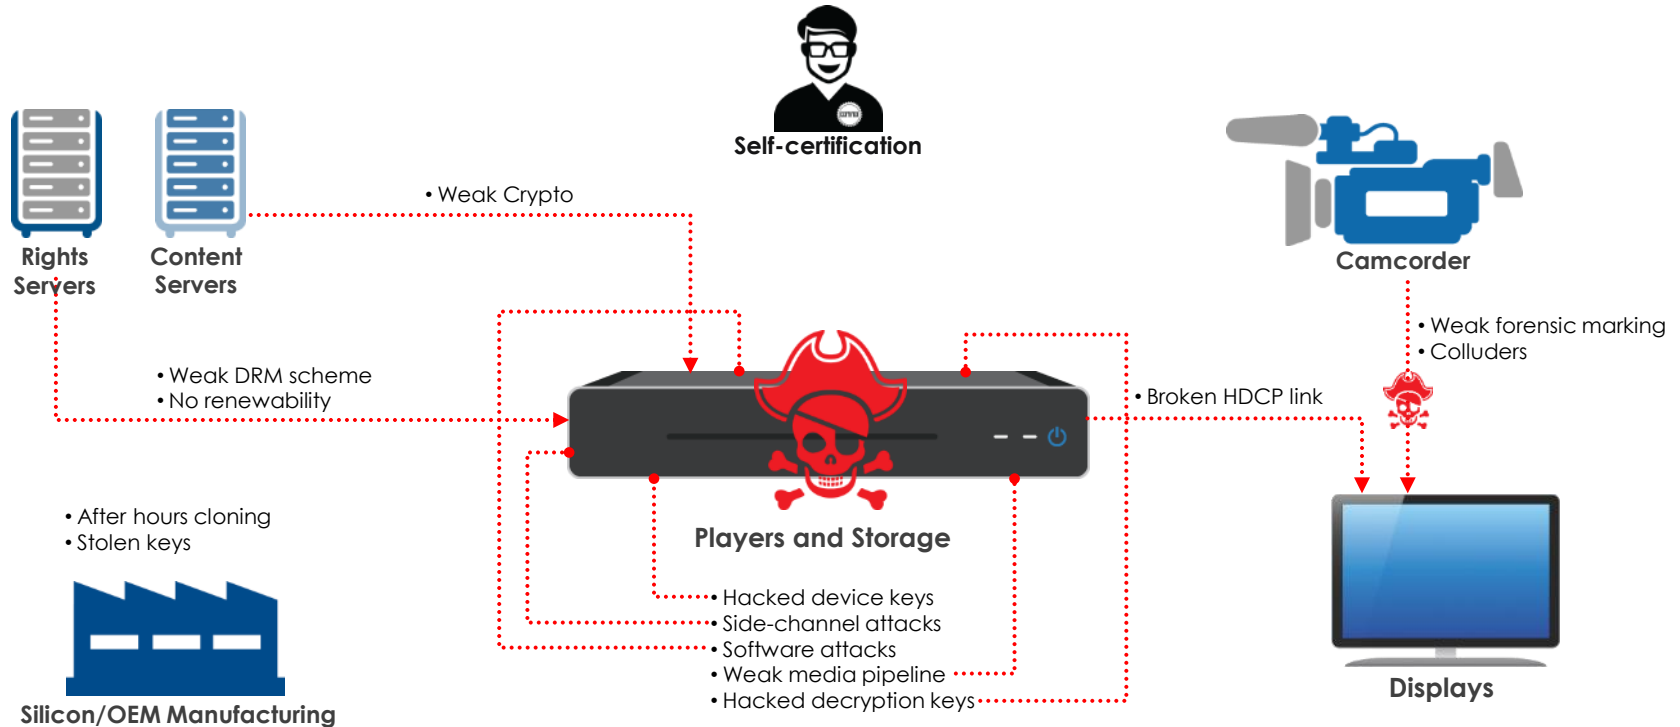 Self-certification
Rights
Servers
Content
Servers
• Weak Crypto
Camcorder
• Weak forensic marking
• Colluders
• Weak DRM scheme
• No renewability
• Broken HDCP link
• After hours cloning
• Stolen keys
Players and Storage
• Hacked device keys
• Side-channel attacks
• Software attacks
• Weak media pipeline
• Hacked decryption keys
Displays
Silicon/OEM Manufacturing